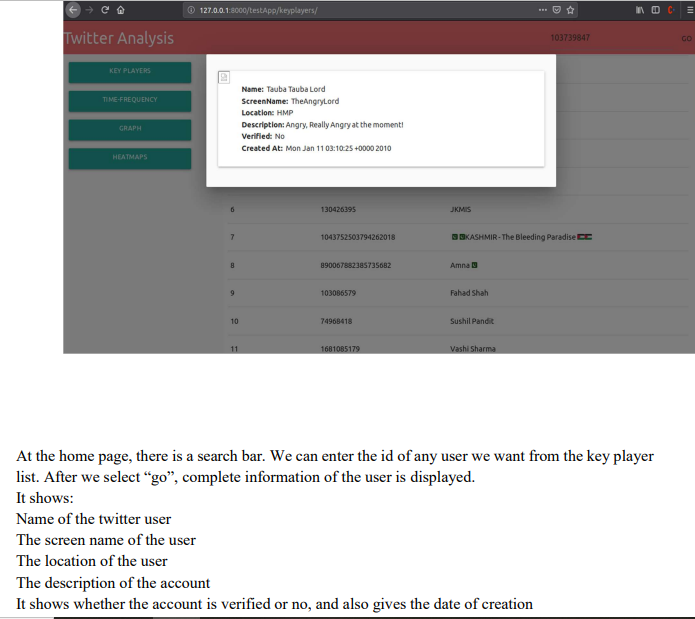 127.0.0.1:8000/testApp/keyplayers/
Twitter Analysis
103739847
GO
KEY PLAYERS
TIME-FREQUENCY
GRAPH
HEATMAPS
Name: Tauba Tauba Lord
ScreenName: TheAngryLord
Location: HMP
Description: Angry, Really Angry at the moment!
Verified: No
Created At: Mon Jan 11 03:10:25 +0000 2010
6 130426395 JKMIS
7 1043752503794262018 🇵🇰KASHMIR-The Bleeding Paradise
8 890067882385735682 Amna
9 103086579 Fahad Shah
10 74968418 Sushil Pandit
11 1681085179 Vashi Sharma
At the home page, there is a search bar. We can enter the id of any user we want from the key player
list. After we select “go”, complete information of the user is displayed.
It shows:
Name of the twitter user
The screen name of the user
The location of the user
The description of the account
It shows whether the account is verified or no, and also gives the date of creation